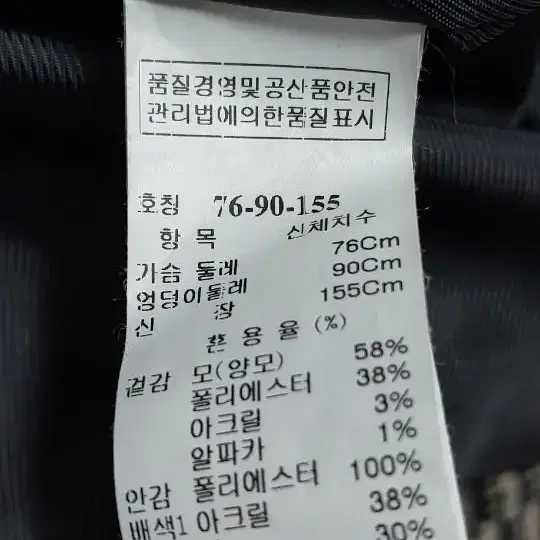 품질경영및공산품안전
관리법에의한품질표시
호칭 76-90-155
항 목 신체치수
가슴 둘레 76Cm
엉덩이둘레 90Cm
신 장 155Cm
혼 용 율 (%)
겉감 모(양모) 58%
폴리에스터 38%
아크릴 3%
알파카 1%
안감 폴리에스터 100%
배색1 아크릴 38%
30%